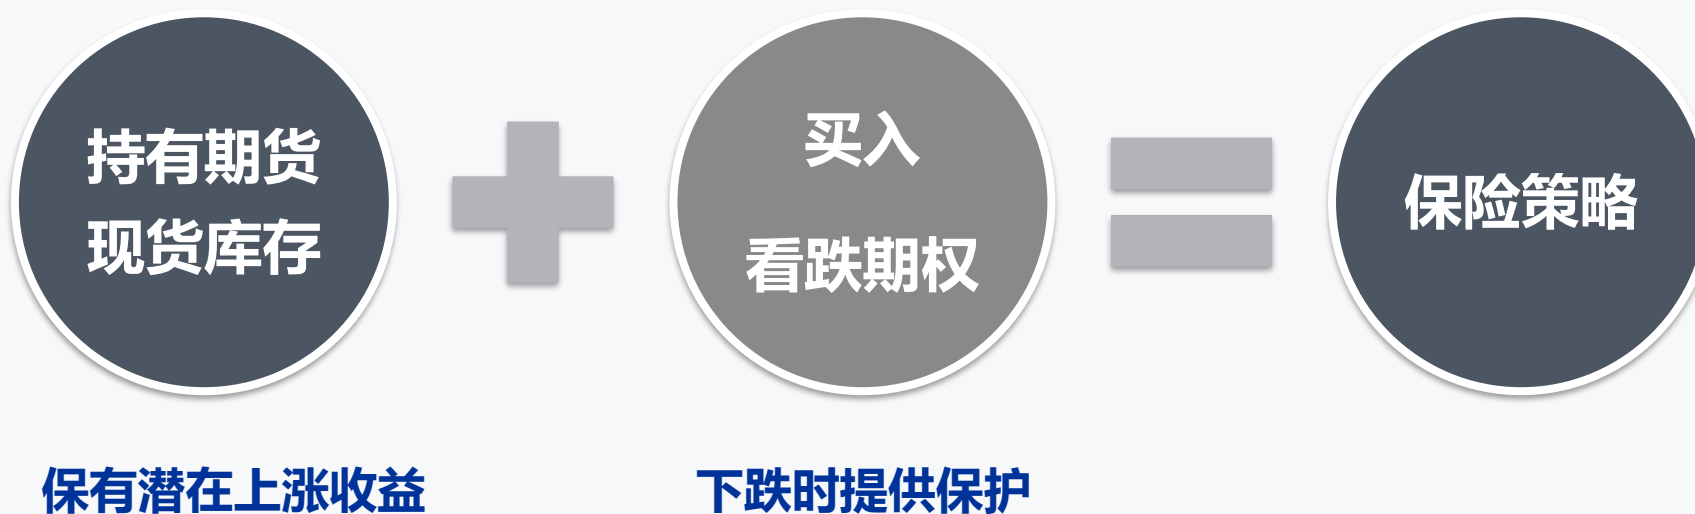 持有期货
现货库存
买入
看跌期权
保险策略
保有潜在上涨收益
下跌时提供保护